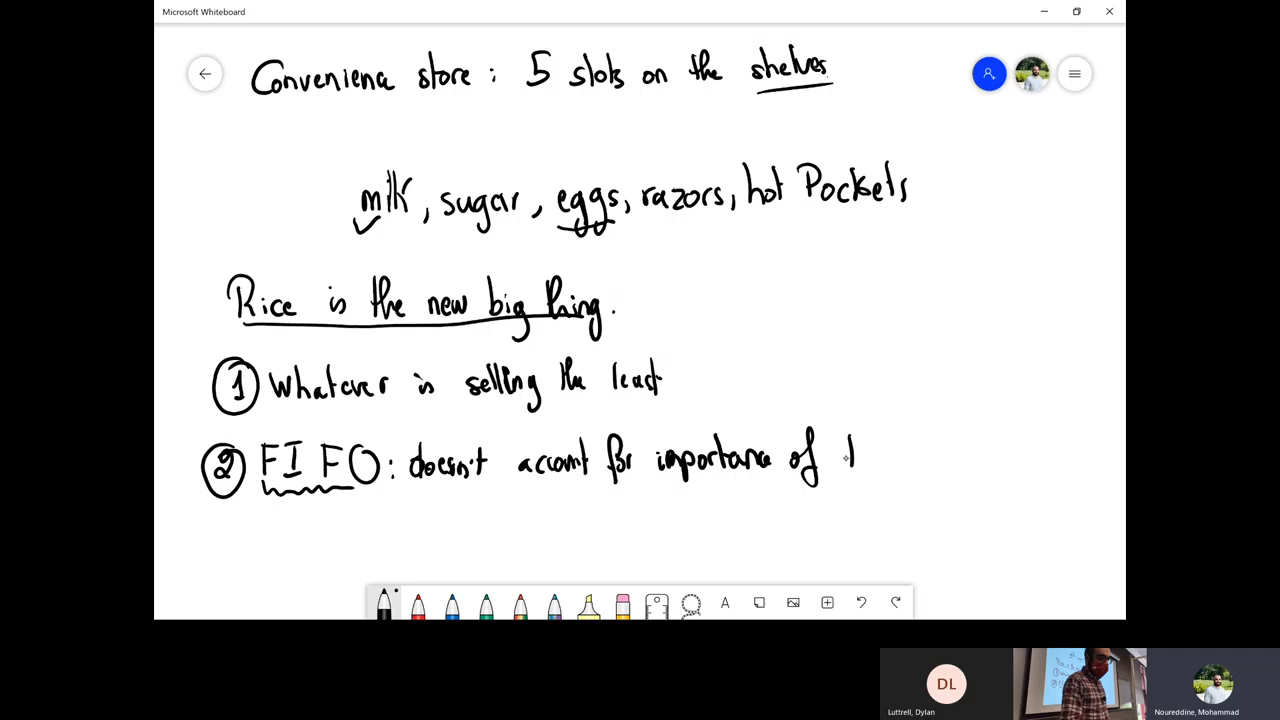 Microsoft Whiteboard
Convenience store : 5 slots on the shelves
milk, sugar, eggs, razors, hot Pockets
Rice is the new big thing.
1 Whatever is selling the least
2 FIFO: doesn't account for importance of
DL
Luttrell, Dylan
Noureddine, Mohammad